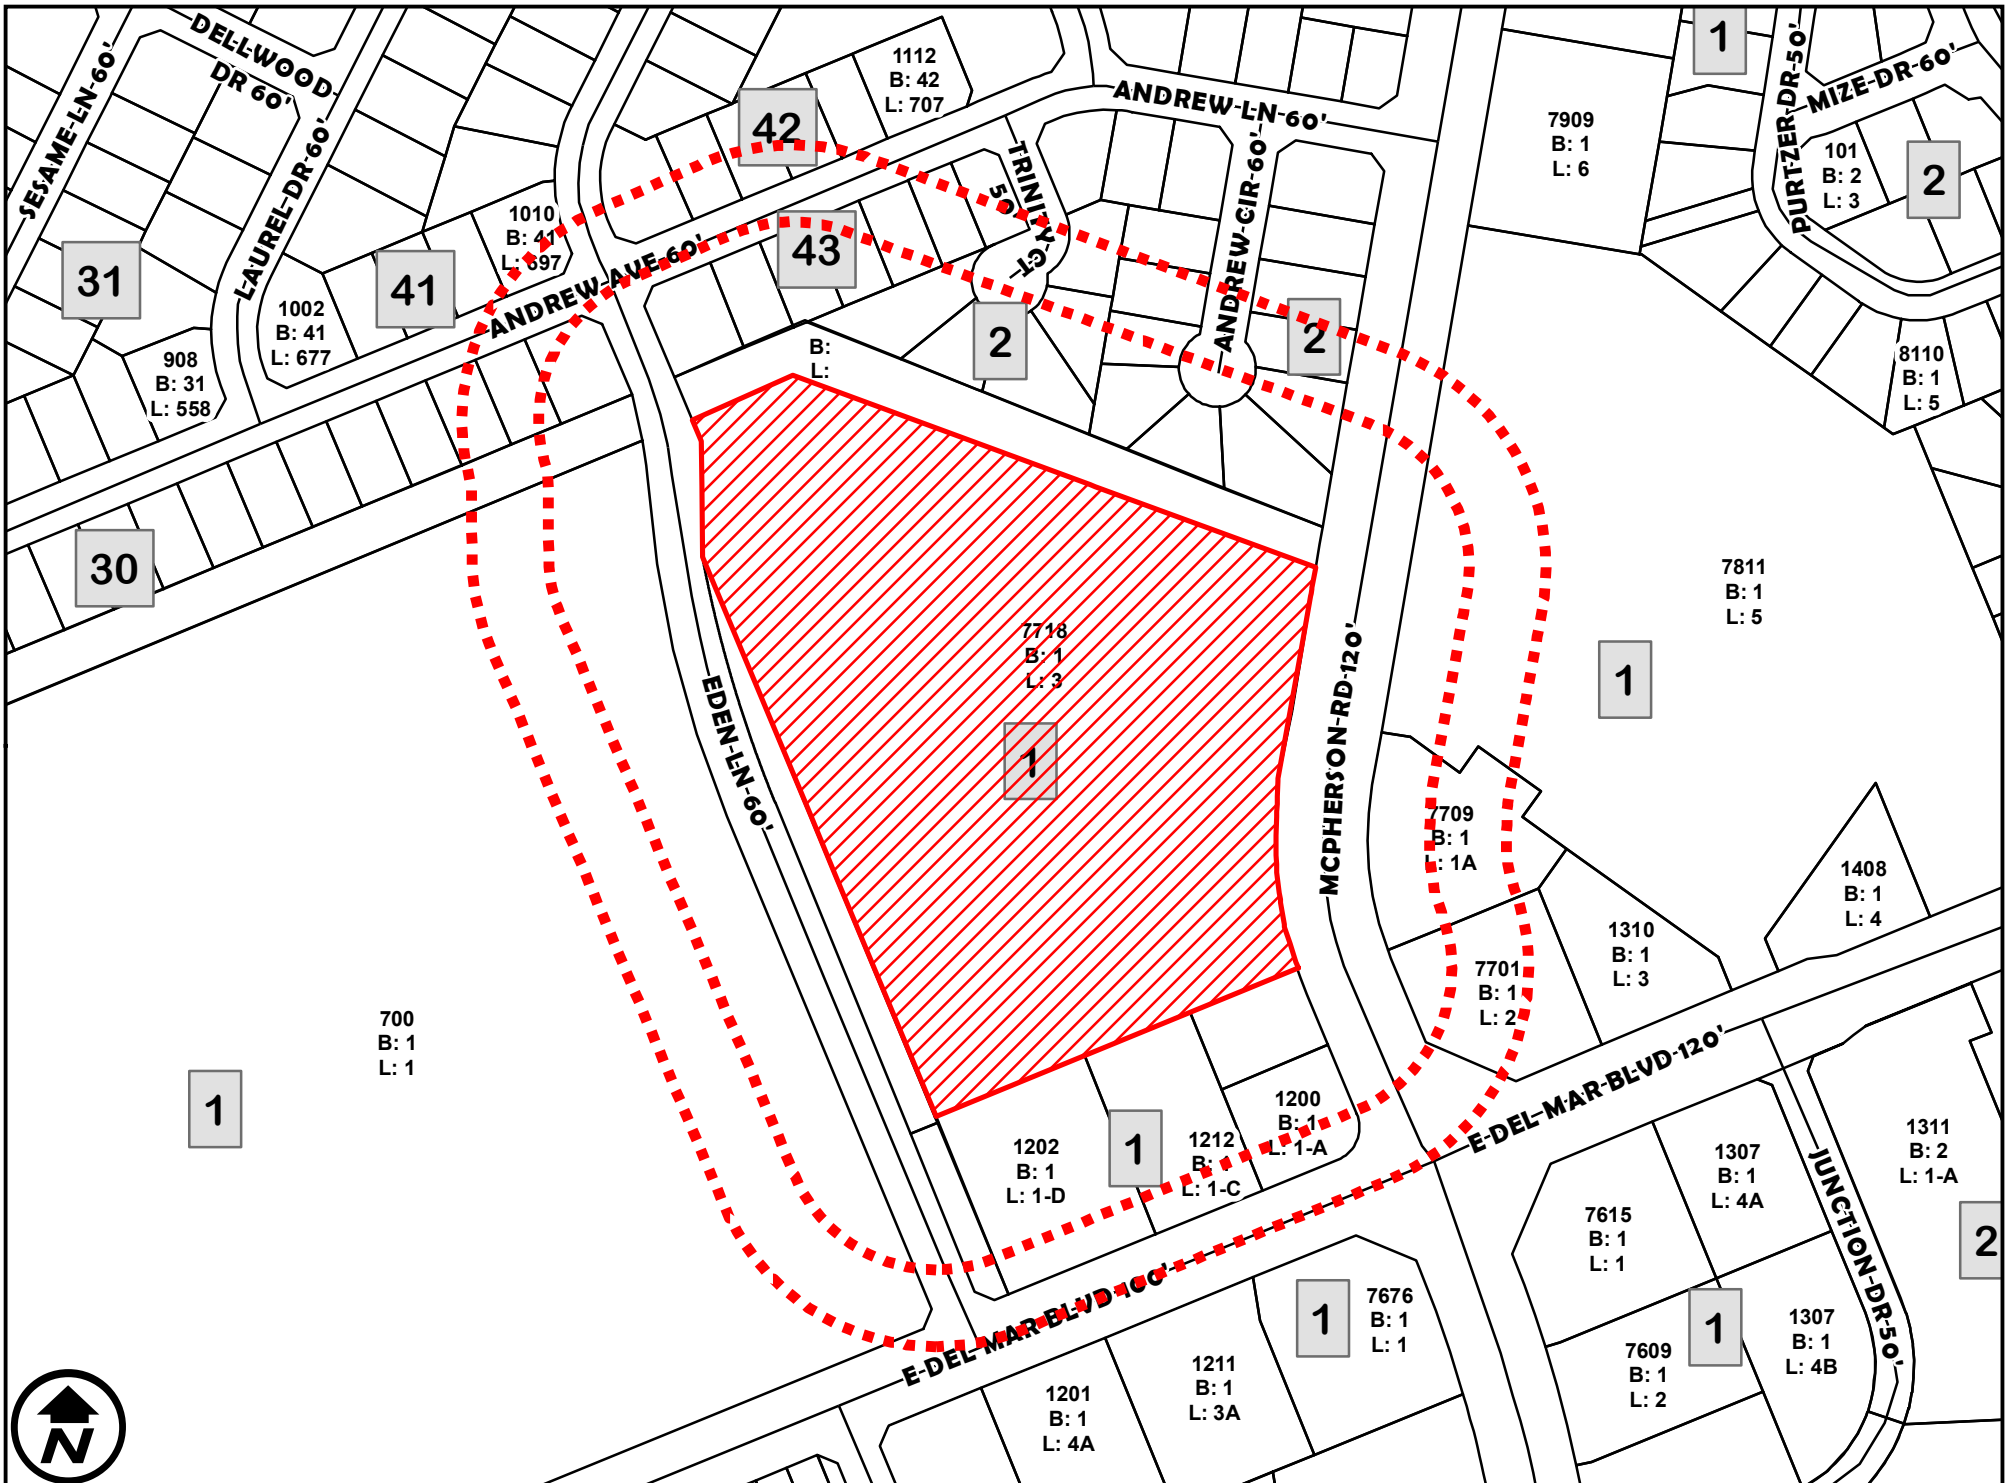 DELLWOOD
DR 60'
SESAME-LN-60'
LAUREL-DR-60'
1112
B: 42
L: 707
42
ANDREW-LN-60'
ANDREW-CIR-60'
TRINITY-CT-
50'
7909
B: 1
L: 6
1
PURTZER-DR-50'
MIZE-DR-60'
101
B: 2
L: 3
2
31
1002
B: 41
L: 677
41
1010
B: 41
L: 697
ANDREW-AVE-60'
43
908
B: 31
L: 558
B:
L:
2
2
8110
B: 1
L: 5
30
7811
B: 1
L: 5
1
7718
B: 1
L: 3
1
EDEN-LN-60'
MCPHERSON-RD-120'
7709
B: 1
L: 1A
1408
B: 1
L: 4
1310
B: 1
L: 3
7701
B: 1
L: 2
700
B: 1
L: 1
1
1202
B: 1
L: 1-D
1
1212
B: 1
L: 1-C
1200
B: 1
L: 1-A
E-DEL-MAR-BLVD-120'
1307
B: 1
L: 4A
JUNCTION-DR-50'
1311
B: 2
L: 1-A
2
7615
B: 1
L: 1
E-DEL-MAR-BLVD-100'
1
7676
B: 1
L: 1
1
7609
B: 1
L: 2
1307
B: 1
L: 4B
1201
B: 1
L: 4A
1211
B: 1
L: 3A
N